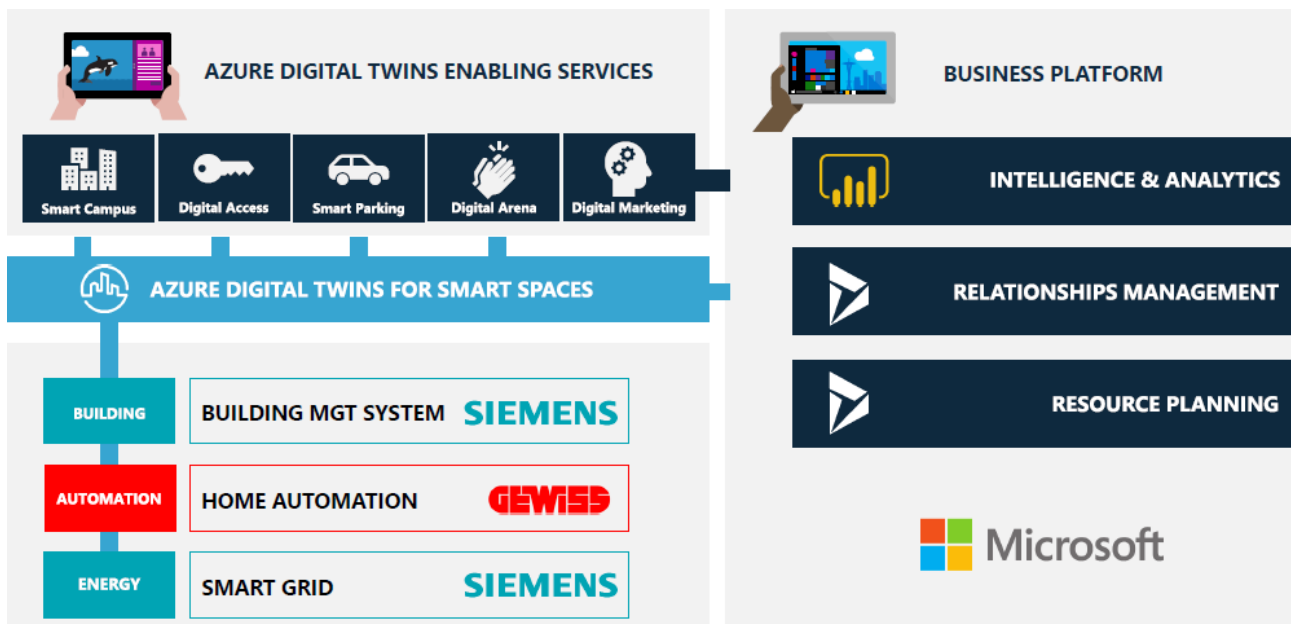 AZURE DIGITAL TWINS ENABLING SERVICES
Smart Campus
Digital Access
Smart Parking
Digital Arena
Digital Marketing
AZURE DIGITAL TWINS FOR SMART SPACES
BUILDING
BUILDING MGT SYSTEM
SIEMENS
AUTOMATION
HOME AUTOMATION
GEWISS
ENERGY
SMART GRID
SIEMENS
BUSINESS PLATFORM
INTELLIGENCE & ANALYTICS
RELATIONSHIPS MANAGEMENT
RESOURCE PLANNING
Microsoft